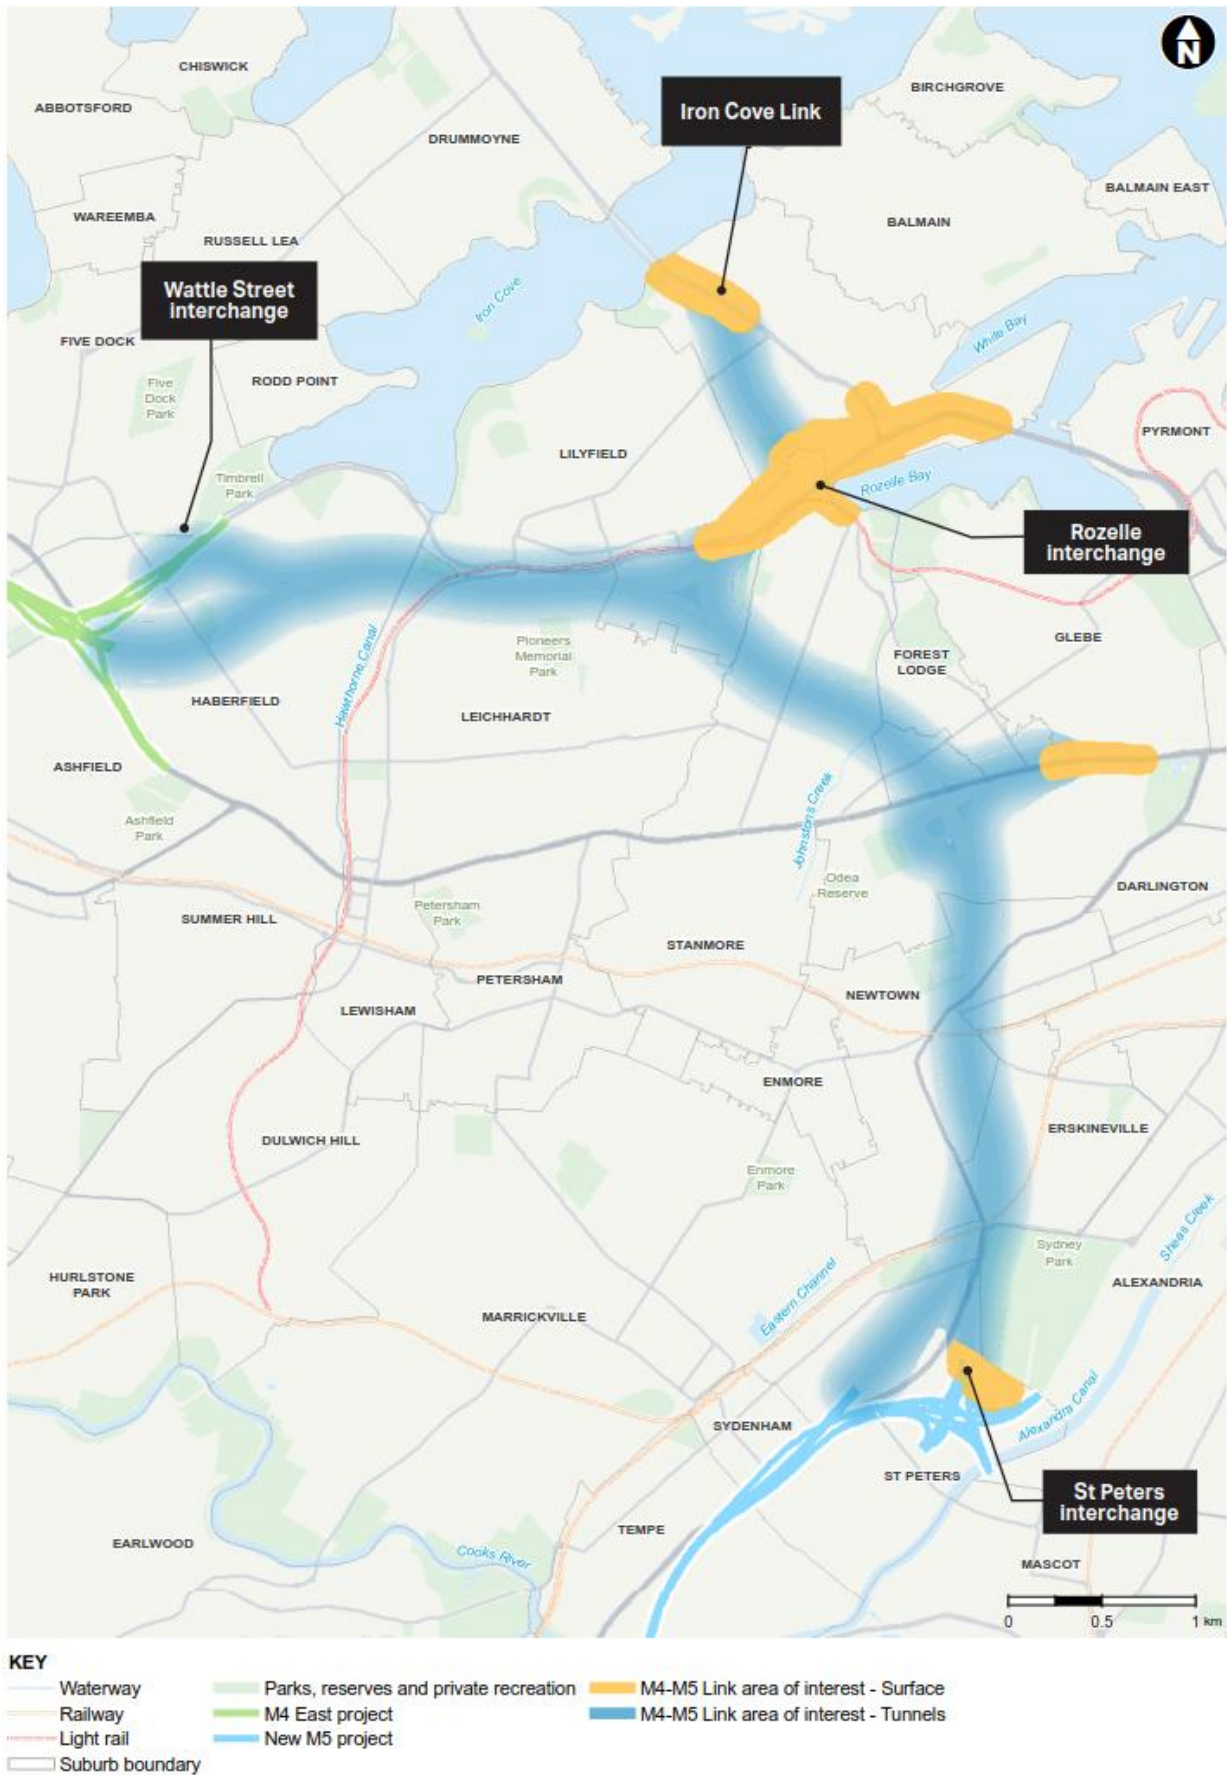 N
CHISWICK
ABBOTSFORD
BIRCHGROVE
Iron Cove Link
DRUMMOYNE
BALMAIN EAST
WAREEMBA
BALMAIN
RUSSELL LEA
Wattle Street
interchange
Iron Cove
White Bay
FIVE DOCK
RODD POINT
Five
Dock
Park
PYRMONT
LILYFIELD
Timbrell
Park
Rozelle Bay
Rozelle
interchange
Hawthorne Canal
Pioneers
Memorial
Park
GLEBE
FOREST
LODGE
HABERFIELD
LEICHHARDT
ASHFIELD
Johnstons Creek
Ashfield
Park
Odea
Reserve
DARLINGTON
Petersham
Park
SUMMER HILL
STANMORE
PETERSHAM
NEWTOWN
LEWISHAM
ENMORE
ERSKINEVILLE
DULWICH HILL
Enmore
Park
Sheas Creek
Sydney
Park
HURLSTONE
PARK
ALEXANDRIA
Eastern Channel
MARRICKVILLE
Alexandra Canal
SYDENHAM
ST PETERS
St Peters
interchange
TEMPE
EARLWOOD
Cooks River
MASCOT
0 0.5 1 km
KEY
Waterway
Railway
Light rail
Suburb boundary
Parks, reserves and private recreation
M4 East project
New M5 project
M4-M5 Link area of interest - Surface
M4-M5 Link area of interest - Tunnels